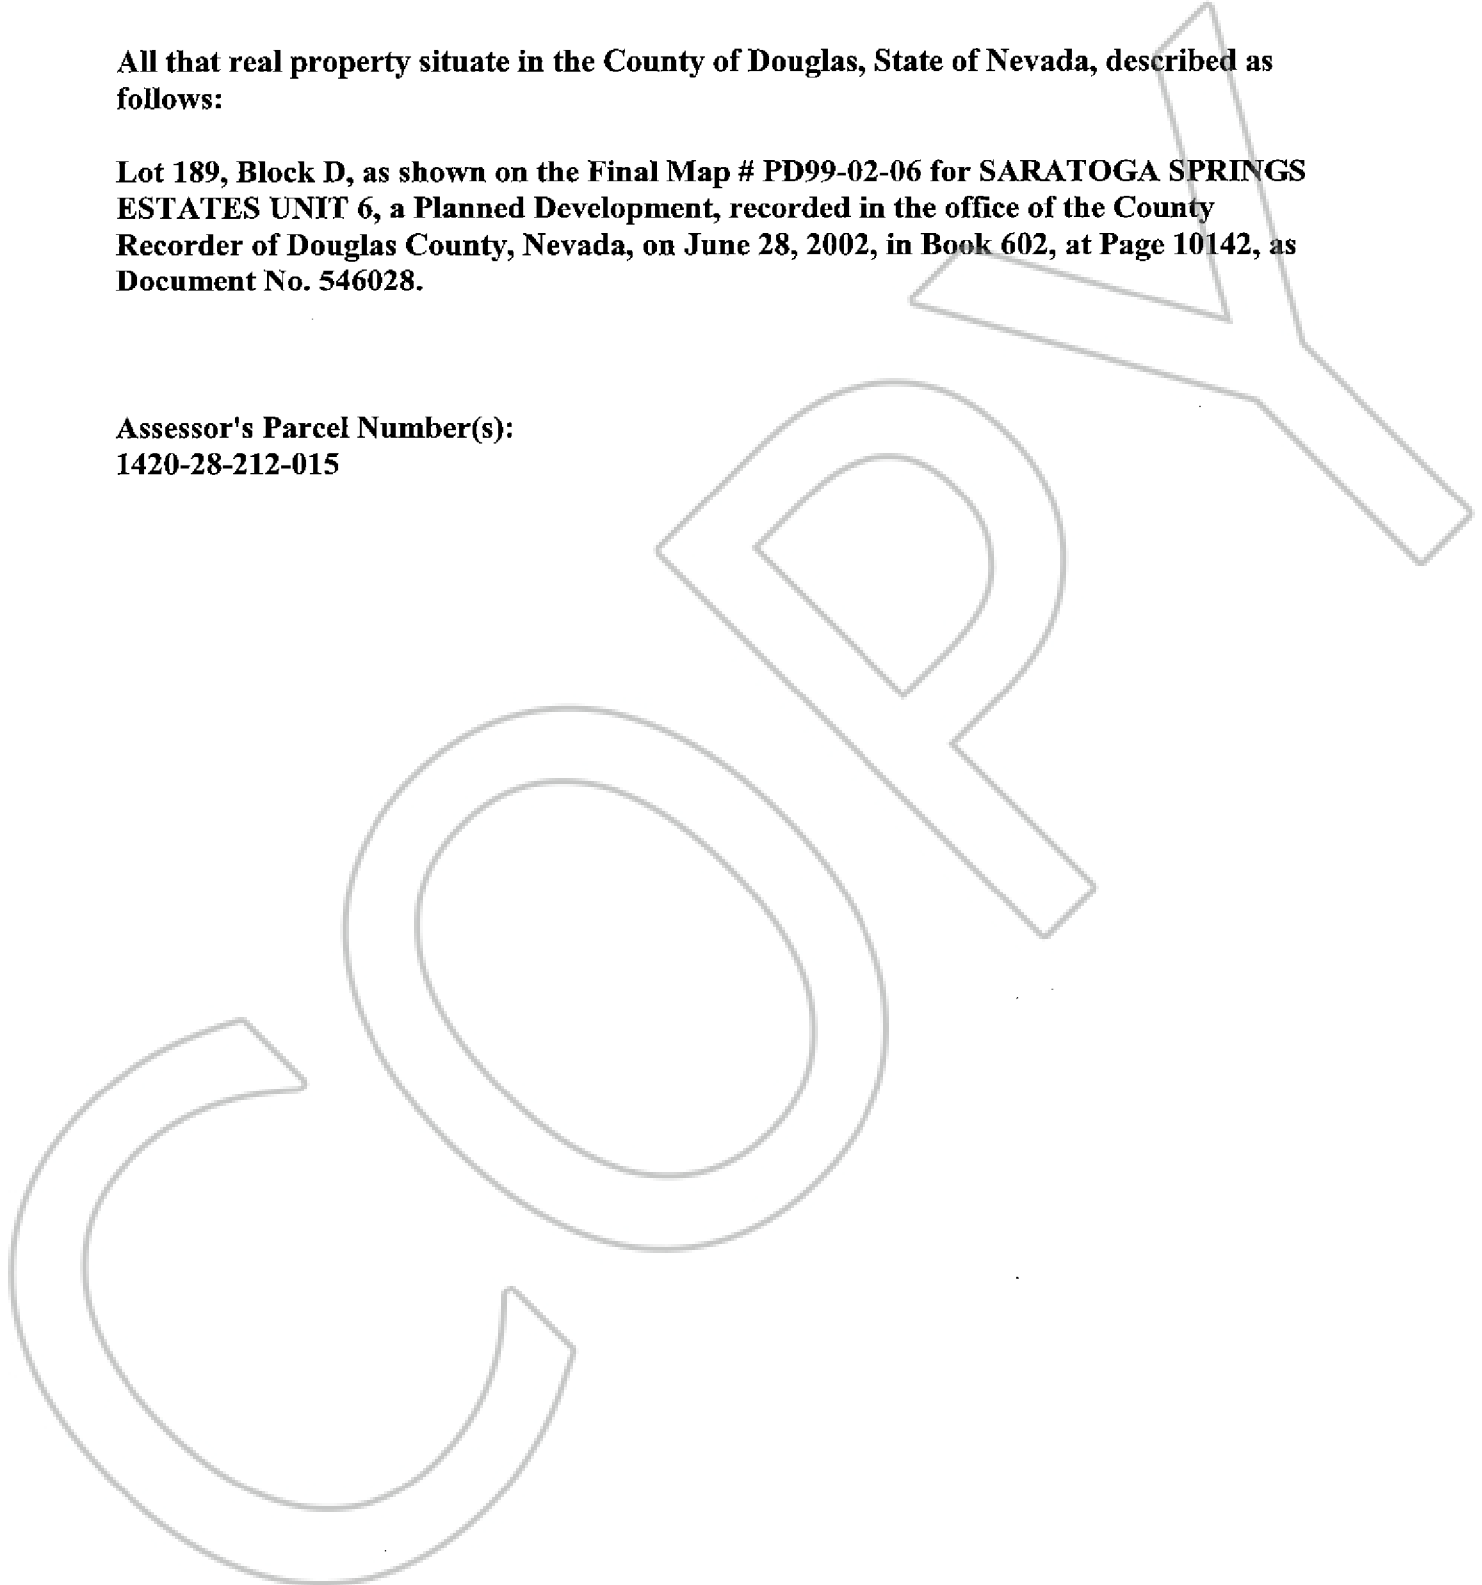 All that real property situate in the County of Douglas, State of Nevada, described as
follows:
Lot 189, Block D, as shown on the Final Map # PD99-02-06 for SARATOGA SPRINGS
ESTATES UNIT 6, a Planned Development, recorded in the office of the County
Recorder of Douglas County, Nevada, on June 28, 2002, in Book 602, at Page 10142, as
Document No. 546028.
Assessor's Parcel Number(s):
1420-28-212-015
COPY